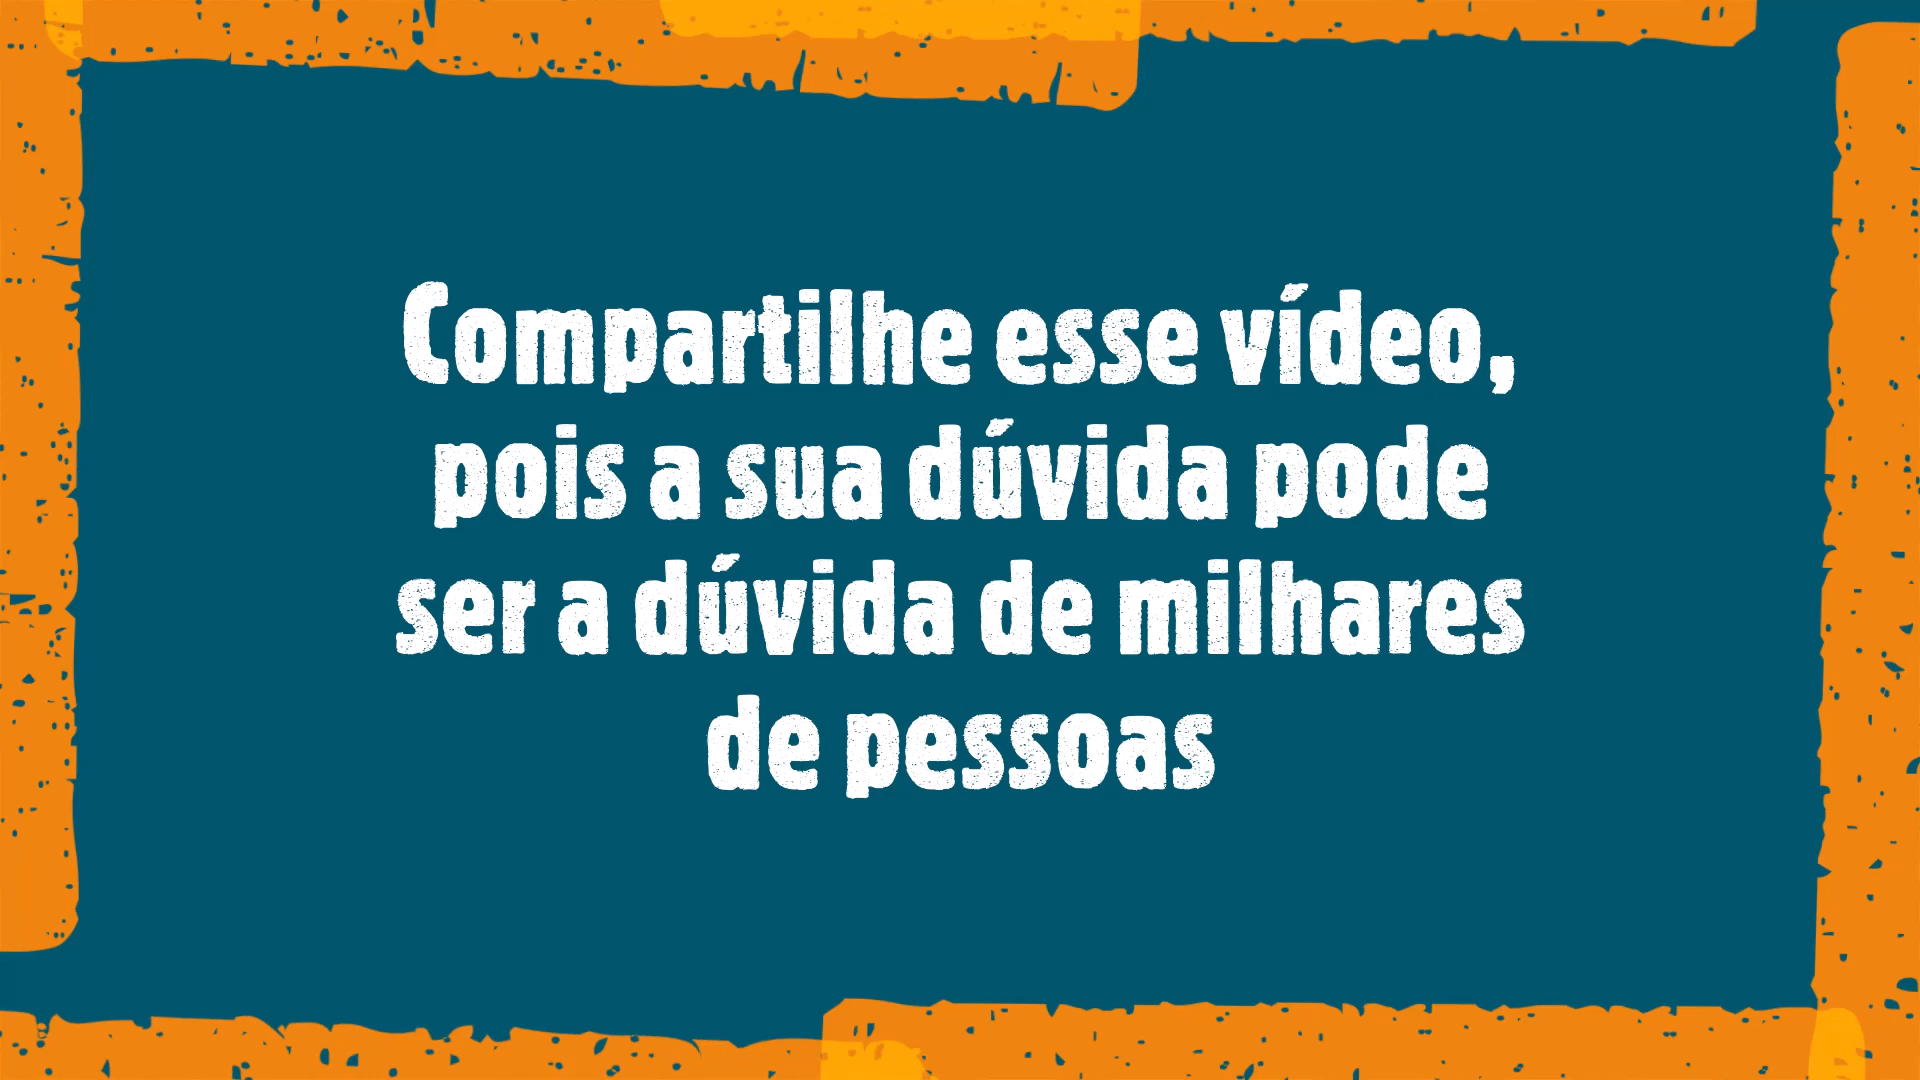 Compartilhe esse vídeo,
pois a sua dúvida pode
ser a dúvida de milhares
de pessoas